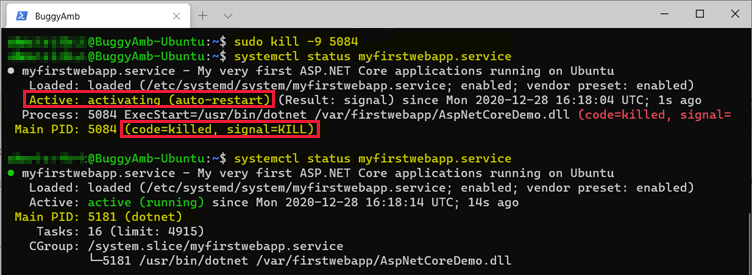 BuggyAmb
@BuggyAmb-Ubuntu:~$ sudo kill -9 5084
@BuggyAmb-Ubuntu:~$ systemctl status myfirstwebapp.service
● myfirstwebapp.service - My very first ASP.NET Core applications running on Ubuntu
Loaded: loaded (/etc/systemd/system/myfirstwebapp.service; enabled; vendor preset: enabled)
Active: activating (auto-restart) (Result: signal) since Mon 2020-12-28 16:18:04 UTC; 1s ago
Process: 5084 ExecStart=/usr/bin/dotnet /var/firstwebapp/AspNetCoreDemo.dll (code=killed, signal=
Main PID: 5084 (code=killed, signal=KILL)
@BuggyAmb-Ubuntu:~$ systemctl status myfirstwebapp.service
● myfirstwebapp.service - My very first ASP.NET Core applications running on Ubuntu
Loaded: loaded (/etc/systemd/system/myfirstwebapp.service; enabled; vendor preset: enabled)
Active: active (running) since Mon 2020-12-28 16:18:14 UTC; 14s ago
Main PID: 5181 (dotnet)
Tasks: 16 (limit: 4915)
CGroup: /system.slice/myfirstwebapp.service
└─5181 /usr/bin/dotnet /var/firstwebapp/AspNetCoreDemo.dll